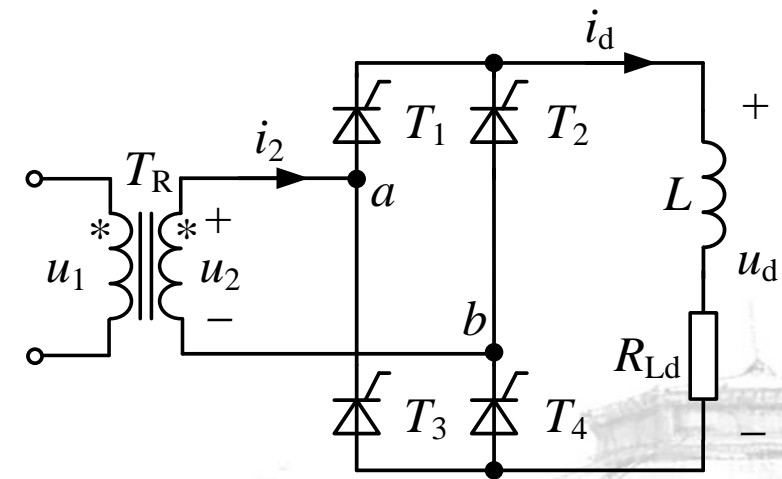 i_d
+
T_1 T_2
T_R i_2
a L
* * +
u_1 u_2 u_d
− b
R_Ld
T_3 T_4
−